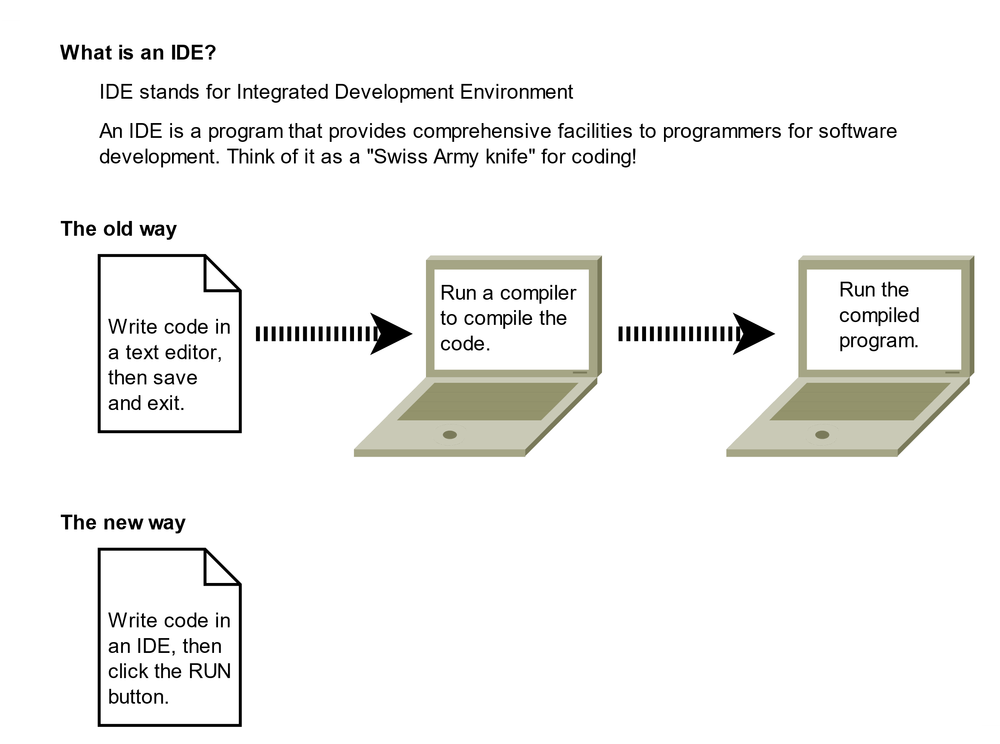 What is an IDE?
IDE stands for Integrated Development Environment
An IDE is a program that provides comprehensive facilities to programmers for software
development. Think of it as a "Swiss Army knife" for coding!
The old way
Write code in
a text editor,
then save
and exit.
Run a compiler
to compile the
code.
Run the
compiled
program.
The new way
Write code in
an IDE, then
click the RUN
button.